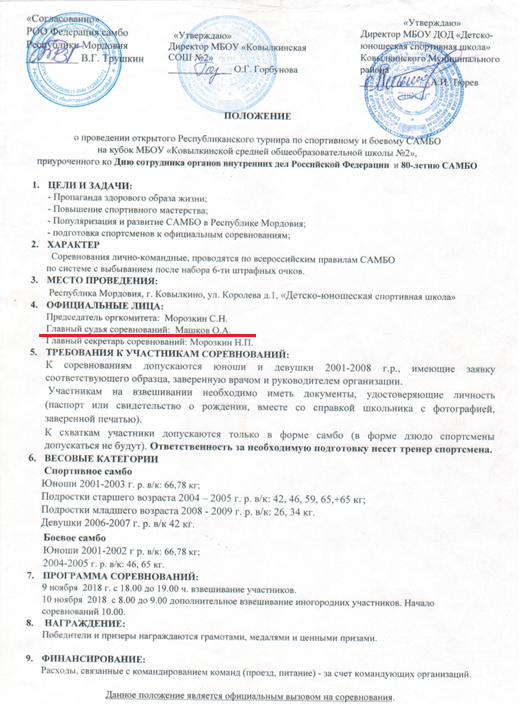 «Согласованно»
РОО Федерация самбо
Республики Мордовия
В.Г. Трушкин
«Утверждаю»
Директор МБОУ «Ковылкинская
СОШ №2»
О.Г. Горбунова
«Утверждаю»
Директор МБОУ ДОД «Детско-
юношеская спортивная школа»
Ковылкинского Муниципального
района
А.И. Тюрев
ПОЛОЖЕНИЕ
о проведении открытого Республиканского турнира по спортивному и боевому САМБО
на кубок МБОУ «Ковылкинской средней общеобразовательной школы №2»,
приуроченного ко Дню сотрудника органов внутренних дел Российской Федерации и 80-летию САМБО
1. ЦЕЛИ И ЗАДАЧИ:
- Пропаганда здорового образа жизни;
- Повышение спортивного мастерства;
- Популяризация и развитие САМБО в Республике Мордовия;
- подготовка спортсменов к официальным соревнованиям;
2. ХАРАКТЕР
Соревнования лично-командные, проводятся по всероссийским правилам САМБО
по системе с выбыванием после набора 6-ти штрафных очков.
3. МЕСТО ПРОВЕДЕНИЯ:
Республика Мордовия, г. Ковылкино, ул. Королева д.1, «Детско-юношеская спортивная школа»
4. ОФИЦИАЛЬНЫЕ ЛИЦА:
Председатель оргкомитета: Морозкин С.Н.
Главный судья соревнований: Машков О.А.
Главный секретарь соревнований: Морозкин Н.П.
5. ТРЕБОВАНИЯ К УЧАСТНИКАМ СОРЕВНОВАНИЙ:
К соревнованиям допускаются юноши и девушки 2001-2008 г.р., имеющие заявку
соответствующего образца, заверенную врачом и руководителем организации.
Участникам на взвешивании необходимо иметь документы, удостоверяющие личность
(паспорт или свидетельство о рождении, вместе со справкой школьника с фотографией,
заверенной печатью).
К схваткам участники допускаются только в форме самбо (в форме дзюдо спортсмены
допускаться не будут). Ответственность за необходимую подготовку несет тренер спортсмена.
6. ВЕСОВЫЕ КАТЕГОРИИ
Спортивное самбо
Юноши 2001-2003 г. р. в/к: 66,78 кг;
Подростки старшего возраста 2004 – 2005 г. р. в/к: 42, 46, 59, 65,+65 кг;
Подростки младшего возраста 2008 - 2009 г. р. в/к: 26, 34 кг.
Девушки 2006-2007 г. р. в/к 42 кг.
Боевое самбо
Юноши 2001-2002 г р. в/к: 66,78 кг;
2004-2005 г. р. в/к: 46, 65 кг.
7. ПРОГРАММА СОРЕВНОВАНИЙ:
9 ноября 2018 г. с 18.00 до 19.00 ч. взвешивание участников.
10 ноября 2018 с 8.00 до 9.00 дополнительное взвешивание иногородних участников. Начало
соревнований 10.00.
8. НАГРАЖДЕНИЕ:
Победители и призеры награждаются грамотами, медалями и ценными призами.
9. ФИНАНСИРОВАНИЕ:
Расходы, связанные с командированием команд (проезд, питание) - за счет командующих организаций.
Данное положение является официальным вызовом на соревнования.